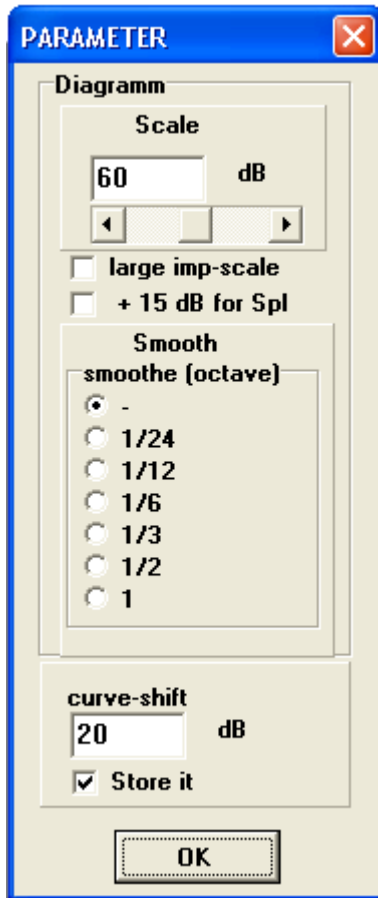 PARAMETER
Diagramm
Scale
60 dB
large imp-scale
+ 15 dB for Spl
Smooth
smoothe (octave)
-
1/24
1/12
1/6
1/3
1/2
1
curve-shift
20 dB
Store it
OK